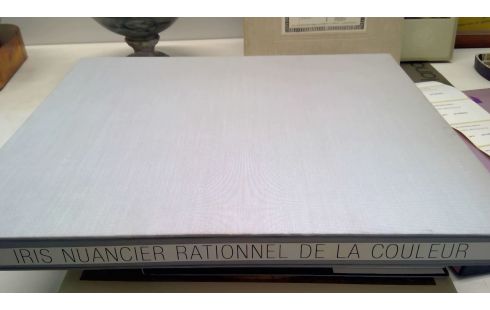 IRIS NUANCIER RATIONNEL DE LA COULEUR